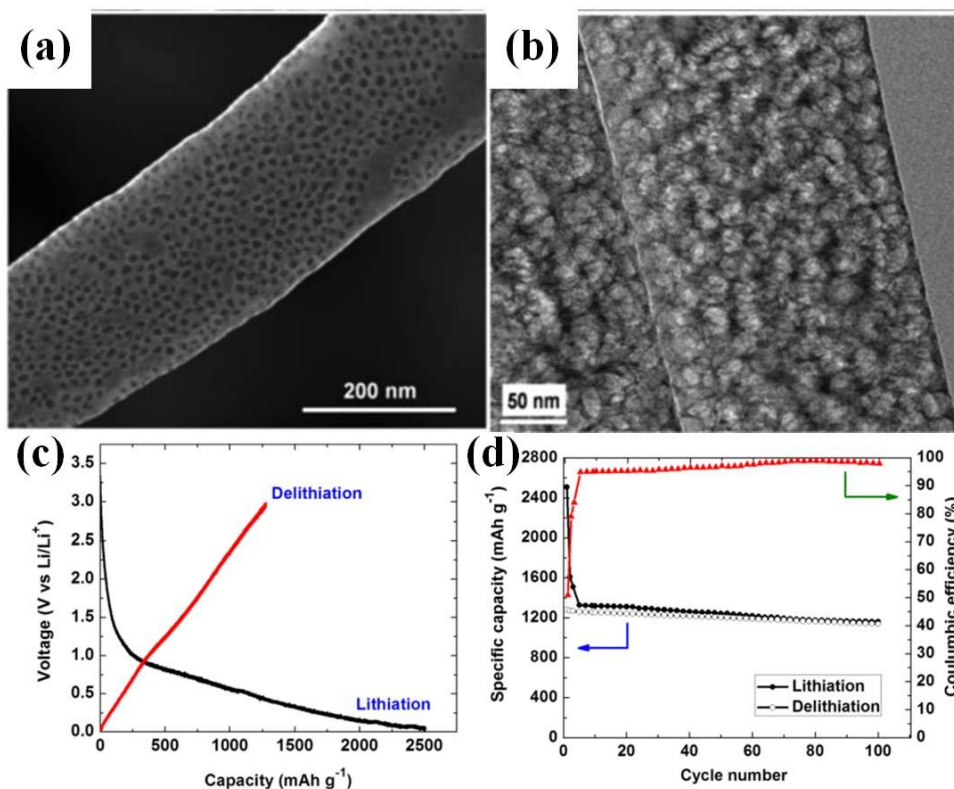 (a)
200 nm
(b)
50 nm
(c)
3.5
3.0
2.5
2.0
1.5
1.0
0.5
0.0
Voltage (V vs Li/Li⁺)
Delithiation
Lithiation
0 500 1000 1500 2000 2500
Capacity (mAh g⁻¹)
(d)
2800
2400
2000
1600
1200
800
400
0
Specific capacity (mAh g⁻¹)
100
90
80
70
60
50
40
30
20
10
0
Coulumbic efficiency (%)
Lithiation
Delithiation
0 20 40 60 80 100
Cycle number